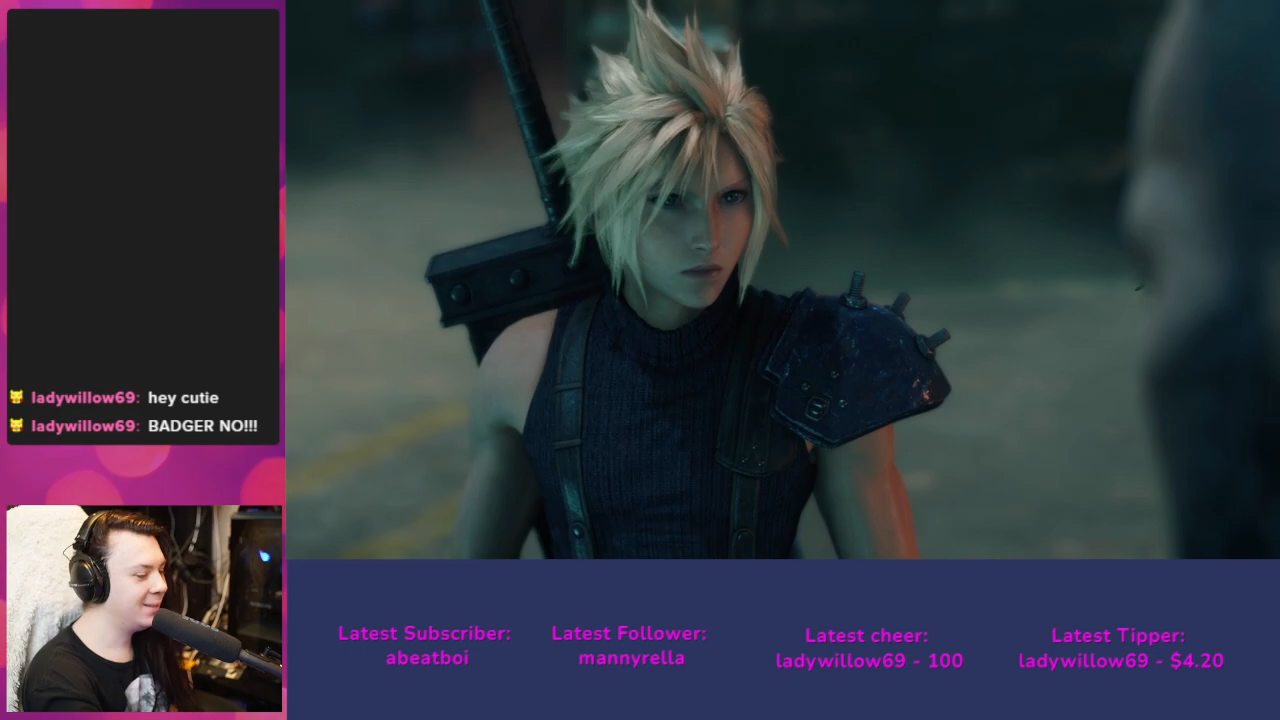 ladywillow69: hey cutie
ladywillow69: BADGER NO!!!
Latest Subscriber:
abeatboi
Latest Follower:
mannyrella
Latest cheer:
ladywillow69 - 100
Latest Tipper:
ladywillow69 - $4.20